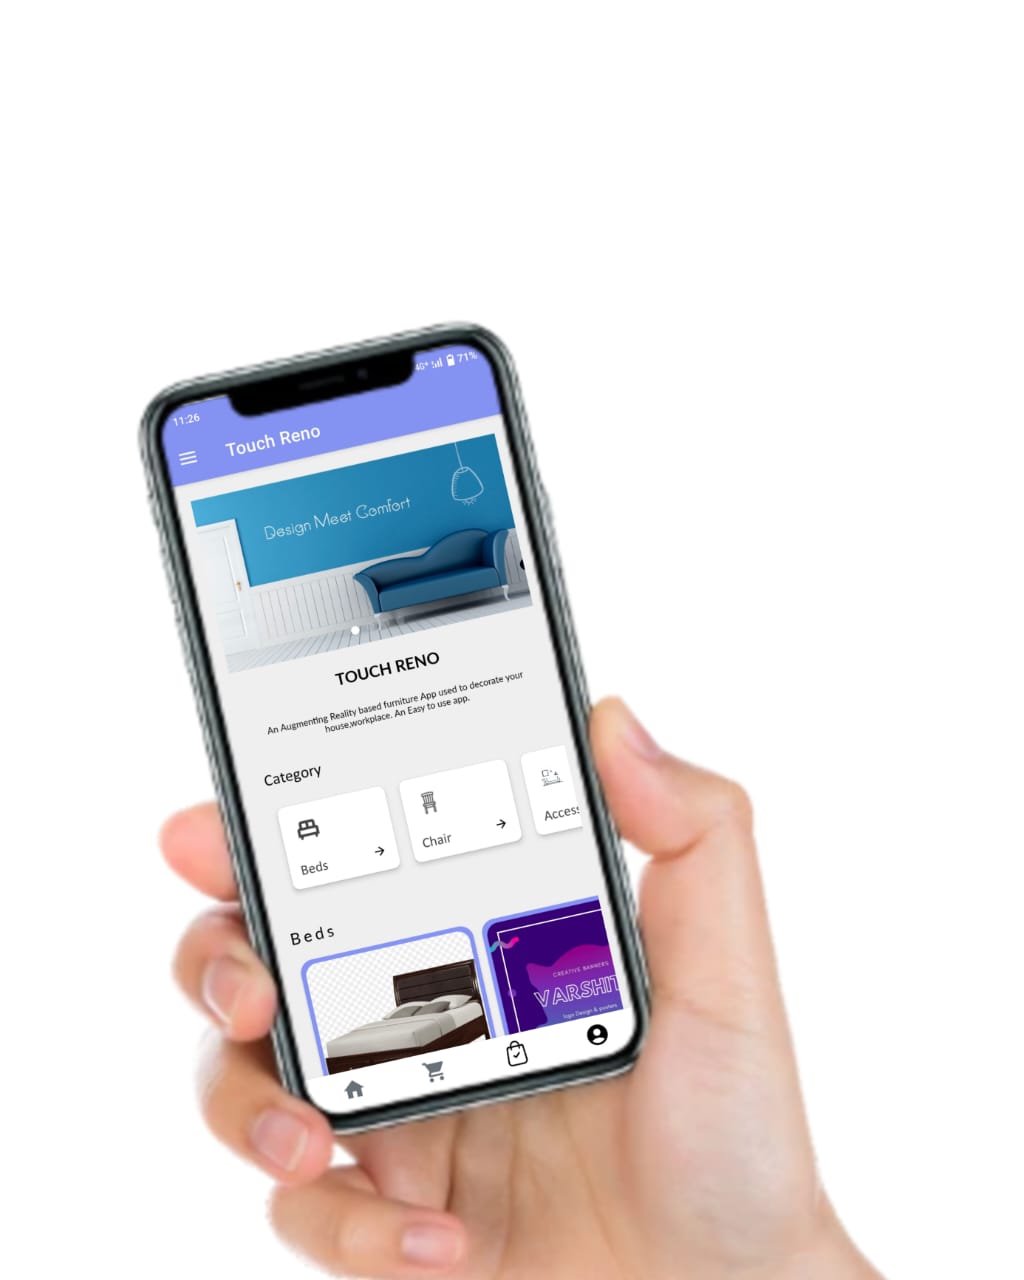 11:26
4G+ 71%
Touch Reno
Design Meet Comfort
TOUCH RENO
An Augmenting Reality based furniture App used to decorate your
house,workplace. An Easy to use app.
Category
Beds
Chair
Access
Beds
CREATIVE BANNERS
VARSHIT
logo Design & posters